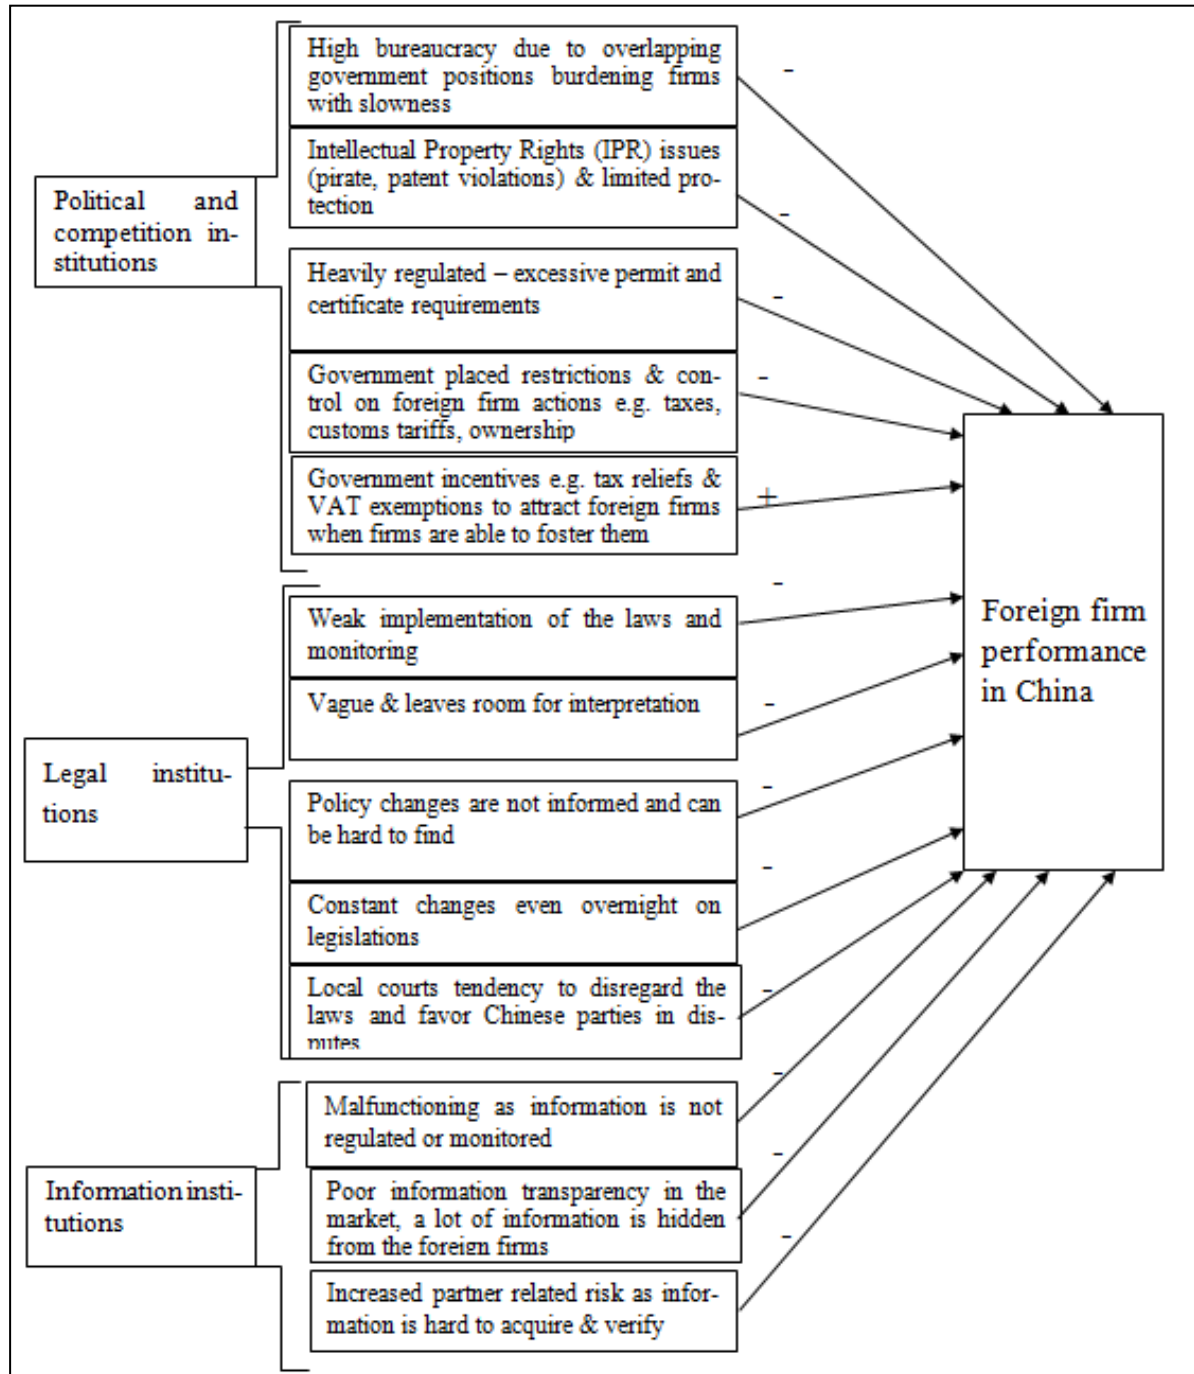 High bureaucracy due to overlapping
government positions burdening firms
with slowness
-
Intellectual Property Rights (IPR) issues
(pirate, patent violations) & limited pro-
tection
-
Political and
competition in-
stitutions
Heavily regulated – excessive permit and
certificate requirements
-
Government placed restrictions & con-
trol on foreign firm actions e.g. taxes,
customs tariffs, ownership
-
Government incentives e.g. tax reliefs &
VAT exemptions to attract foreign firms
when firms are able to foster them
+
Weak implementation of the laws and
monitoring
-
Vague & leaves room for interpretation
-
Legal institu-
tions
Policy changes are not informed and can
be hard to find
-
Constant changes even overnight on
legislations
-
Local courts tendency to disregard the
laws and favor Chinese parties in dis-
putes
-
Malfunctioning as information is not
regulated or monitored
-
Information insti-
tutions
Poor information transparency in the
market, a lot of information is hidden
from the foreign firms
-
Increased partner related risk as infor-
mation is hard to acquire & verify
-
Foreign firm
performance
in China